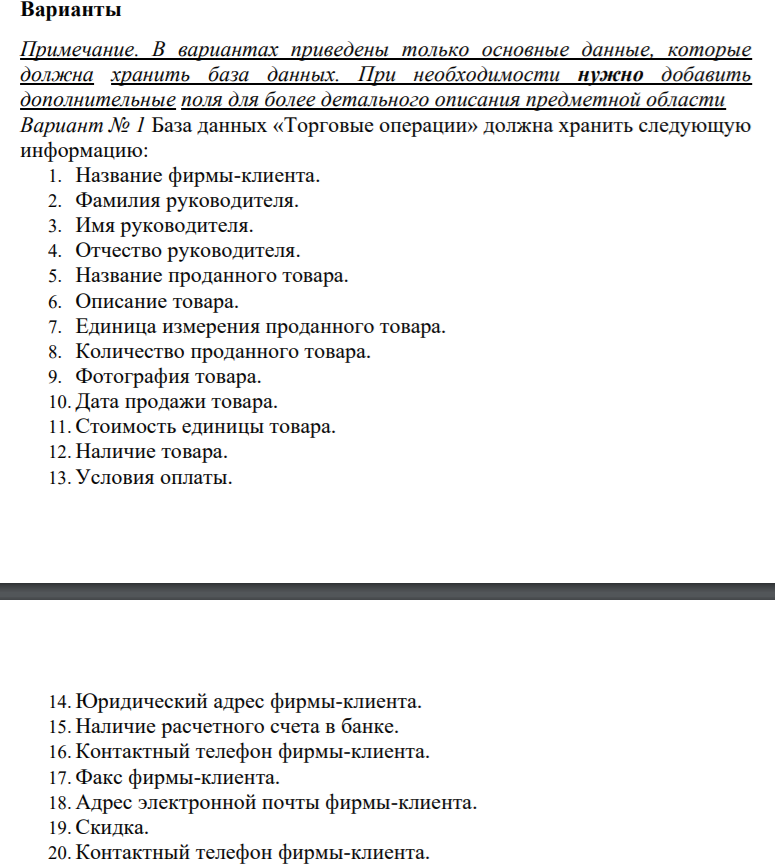 Варианты
Примечание. В вариантах приведены только основные данные, которые
должна хранить база данных. При необходимости нужно добавить
дополнительные поля для более детального описания предметной области
Вариант № 1 База данных «Торговые операции» должна хранить следующую
информацию:
1. Название фирмы-клиента.
2. Фамилия руководителя.
3. Имя руководителя.
4. Отчество руководителя.
5. Название проданного товара.
6. Описание товара.
7. Единица измерения проданного товара.
8. Количество проданного товара.
9. Фотография товара.
10. Дата продажи товара.
11. Стоимость единицы товара.
12. Наличие товара.
13. Условия оплаты.
14. Юридический адрес фирмы-клиента.
15. Наличие расчетного счета в банке.
16. Контактный телефон фирмы-клиента.
17. Факс фирмы-клиента.
18. Адрес электронной почты фирмы-клиента.
19. Скидка.
20. Контактный телефон фирмы-клиента.